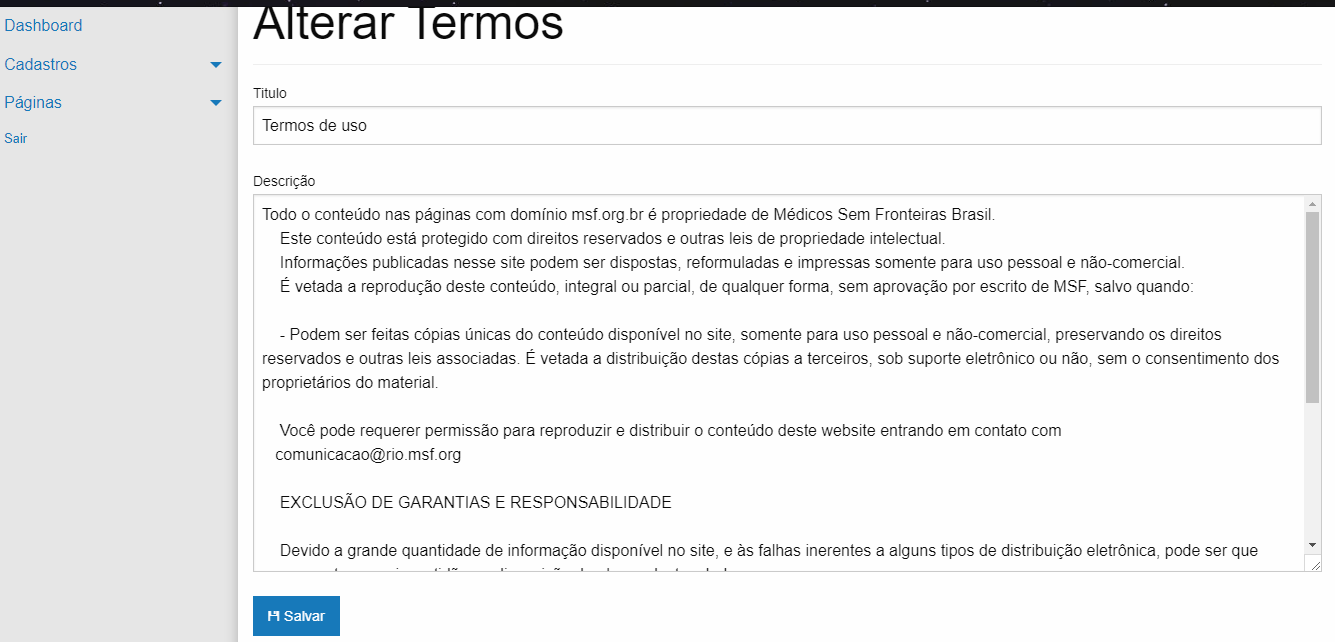 Dashboard
Cadastros
Páginas
Sair
Alterar Termos
Titulo
Termos de uso
Descrição
Todo o conteúdo nas páginas com domínio msf.org.br é propriedade de Médicos Sem Fronteiras Brasil.
Este conteúdo está protegido com direitos reservados e outras leis de propriedade intelectual.
Informações publicadas nesse site podem ser dispostas, reformuladas e impressas somente para uso pessoal e não-comercial.
É vetada a reprodução deste conteúdo, integral ou parcial, de qualquer forma, sem aprovação por escrito de MSF, salvo quando:
- Podem ser feitas cópias únicas do conteúdo disponível no site, somente para uso pessoal e não-comercial, preservando os direitos
reservados e outras leis associadas. É vetada a distribuição destas cópias a terceiros, sob suporte eletrônico ou não, sem o consentimento dos
proprietários do material.
Você pode requerer permissão para reproduzir e distribuir o conteúdo deste website entrando em contato com
comunicacao@rio.msf.org
EXCLUSÃO DE GARANTIAS E RESPONSABILIDADE
Devido a grande quantidade de informação disponível no site, e às falhas inerentes a alguns tipos de distribuição eletrônica, pode ser que
Salvar